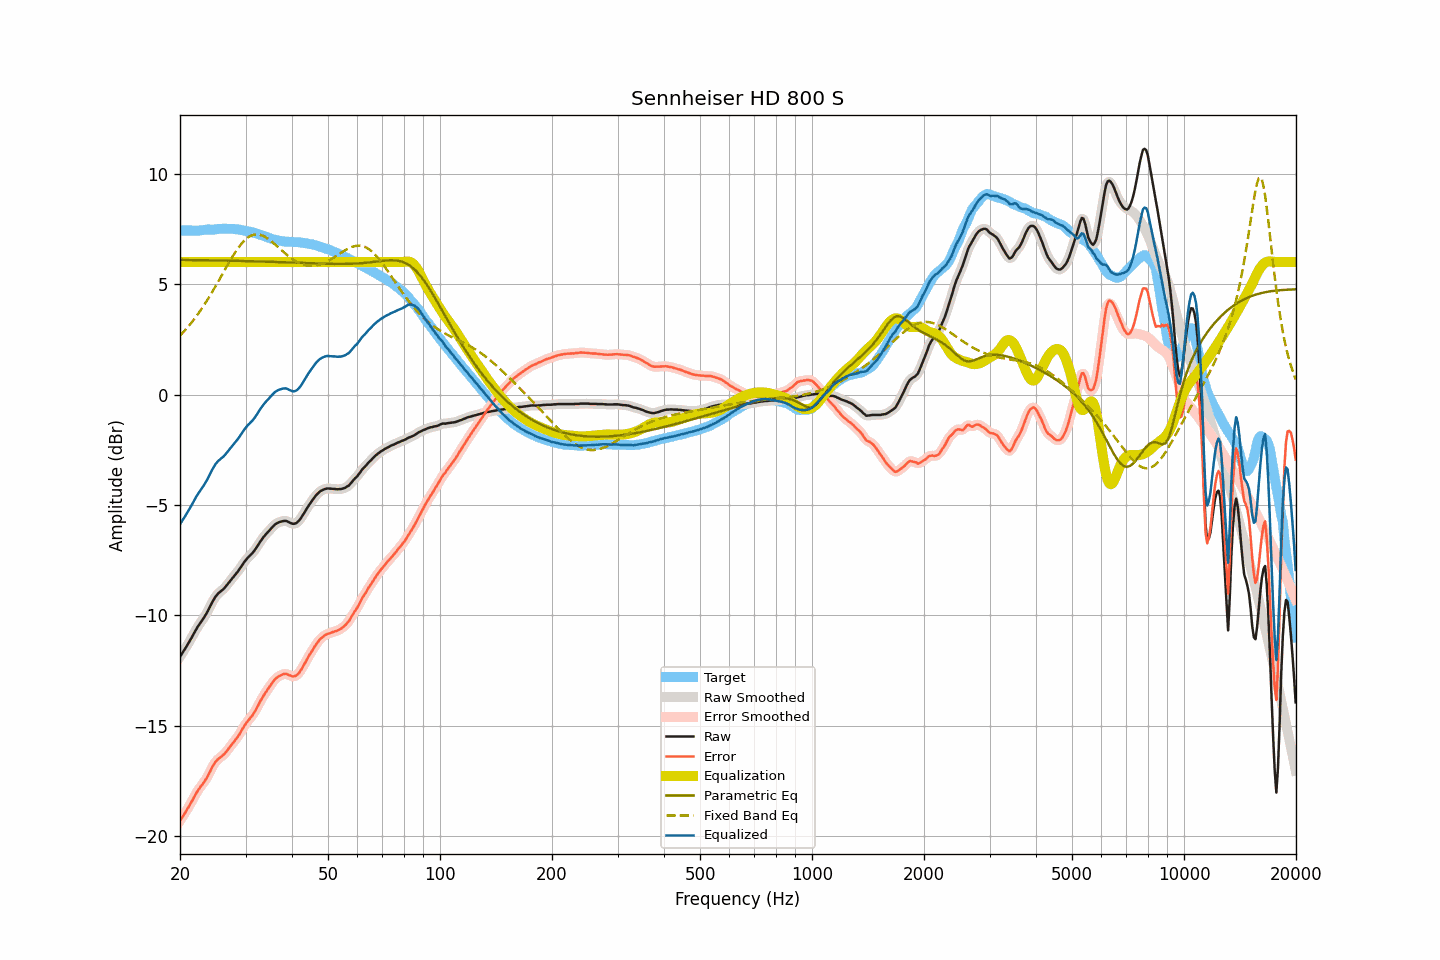 Sennheiser HD 800 S
10
5
0
−5
−10
−15
−20
Amplitude (dBr)
Target
Raw Smoothed
Error Smoothed
Raw
Error
Equalization
Parametric Eq
Fixed Band Eq
Equalized
20 50 100 200 500 1000 2000 5000 10000 20000
Frequency (Hz)